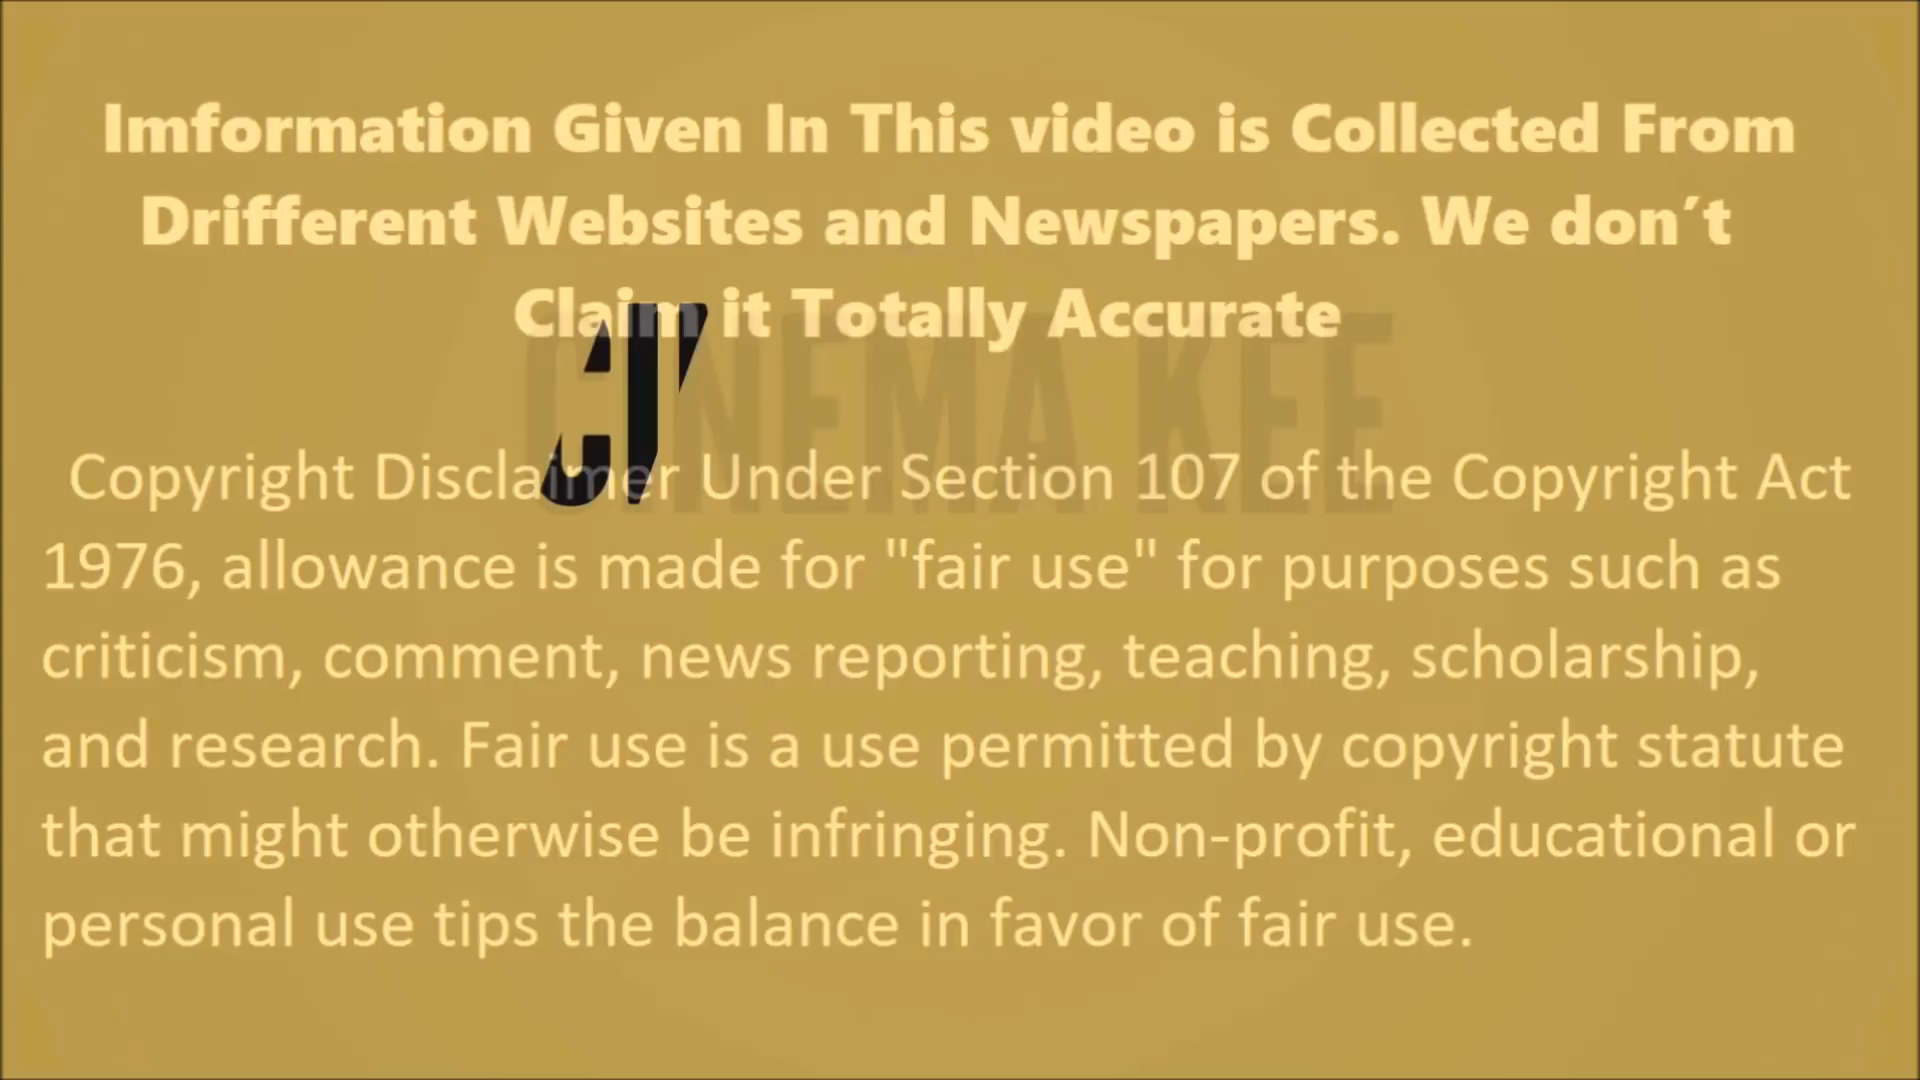 Imformation Given In This video is Collected From
Drifferent Websites and Newspapers. We don’t
Claim it Totally Accurate
CINEMA KEE
Copyright Disclaimer Under Section 107 of the Copyright Act
1976, allowance is made for "fair use" for purposes such as
criticism, comment, news reporting, teaching, scholarship,
and research. Fair use is a use permitted by copyright statute
that might otherwise be infringing. Non-profit, educational or
personal use tips the balance in favor of fair use.